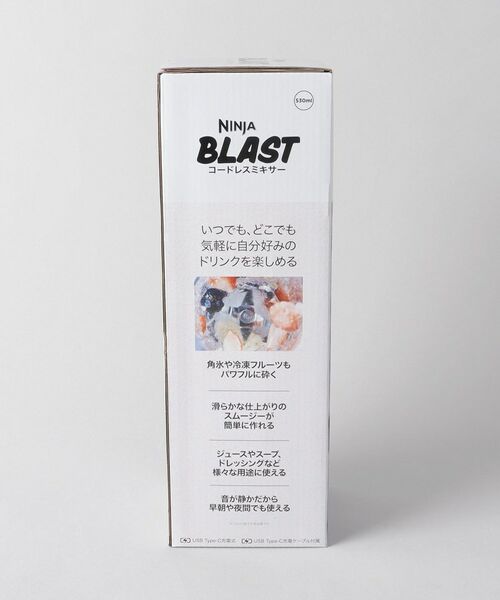 530ml
NINJA
BLAST
コードレスミキサー
いつでも、どこでも
気軽に自分好みの
ドリンクを楽しめる
角氷や冷凍フルーツも
パワフルに砕く
滑らかな仕上がりの
スムージーが
簡単に作れる
ジュースやスープ、
ドレッシングなど
様々な用途に使える
音が静かだから
早朝や夜間でも使える
USB Type-C充電式 USB Type-C充電ケーブル付属